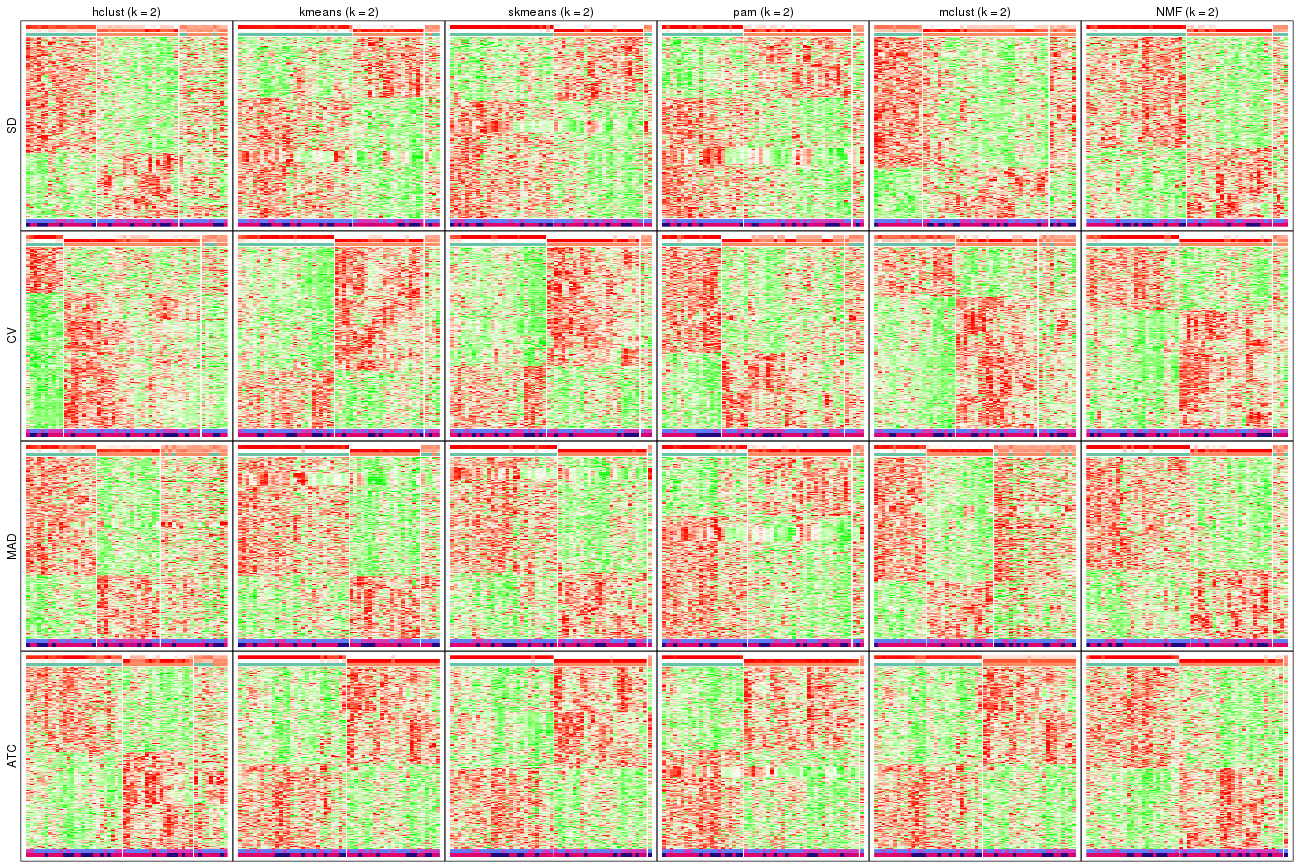 hclust (k = 2) kmeans (k = 2) skmeans (k = 2) pam (k = 2) mclust (k = 2) NMF (k = 2)
SD
CV
MAD
ATC